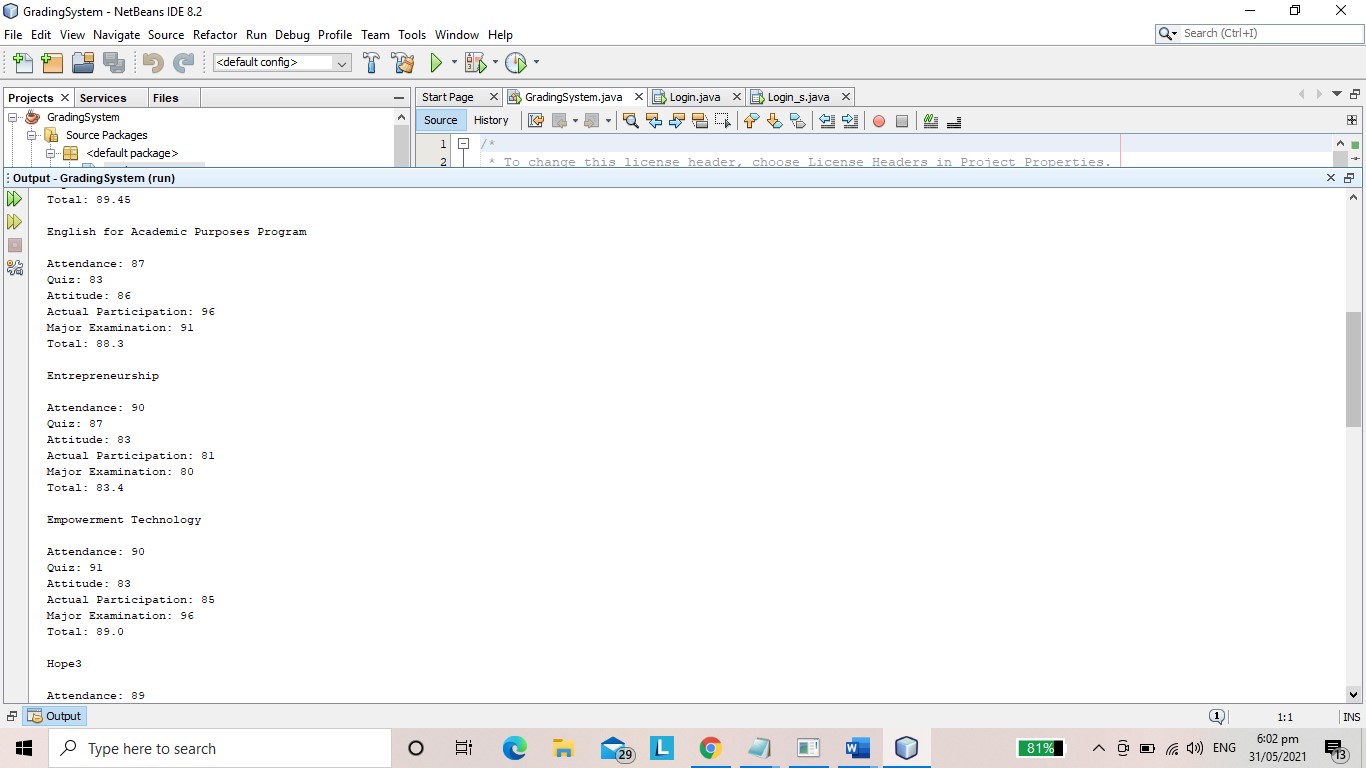 GradingSystem - NetBeans IDE 8.2
File Edit View Navigate Source Refactor Run Debug Profile Team Tools Window Help
Search (Ctrl+I)
<default config>
Projects Services Files
Start Page GradingSystem.java Login.java Login_s.java
GradingSystem
Source Packages
<default package>
Source History
1 /*
2 * To change this license header, choose License Headers in Project Properties.
Output - GradingSystem (run)
Total: 89.45
English for Academic Purposes Program
Attendance: 87
Quiz: 83
Attitude: 86
Actual Participation: 96
Major Examination: 91
Total: 88.3
Entrepreneurship
Attendance: 90
Quiz: 87
Attitude: 83
Actual Participation: 81
Major Examination: 80
Total: 83.4
Empowerment Technology
Attendance: 90
Quiz: 91
Attitude: 83
Actual Participation: 85
Major Examination: 96
Total: 89.0
Hope3
Attendance: 89
Output
1 1:1 INS
Type here to search
29
L
81%
ENG
6:02 pm
31/05/2021
13